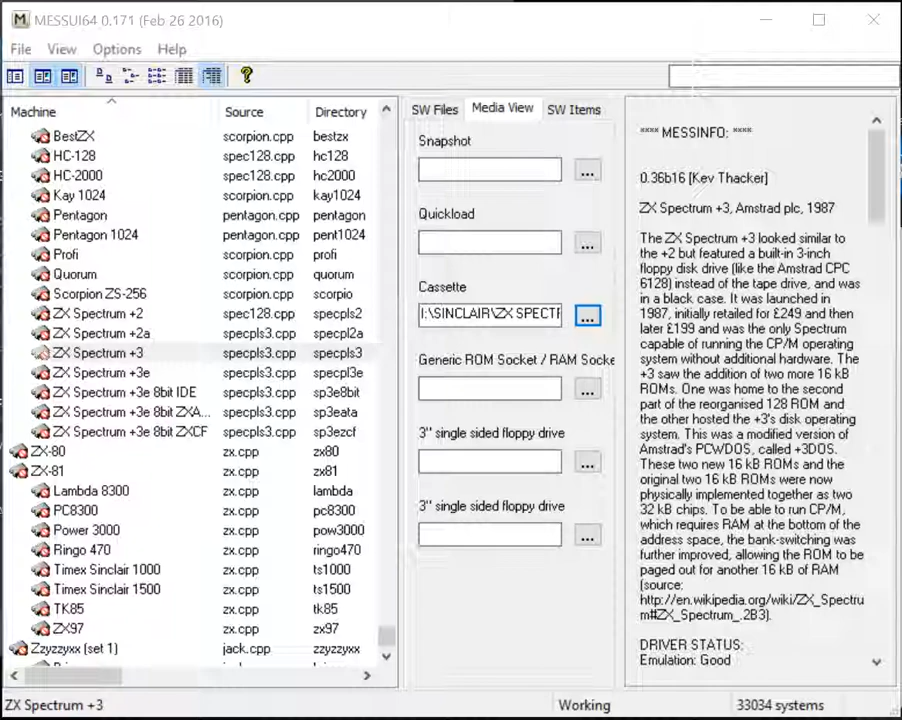 MESSUI64 0.171 (Feb 26 2016)
File View Options Help
Machine Source Directory
BestZX scorpion.cpp bestzx
HC-128 spec128.cpp hc128
HC-2000 spec128.cpp hc2000
Kay 1024 scorpion.cpp kay1024
Pentagon pentagon.cpp pentagon
Pentagon 1024 pentagon.cpp pent1024
Profi scorpion.cpp profi
Quorum scorpion.cpp quorum
Scorpion ZS-256 scorpion.cpp scorpio
ZX Spectrum +2 spec128.cpp specpls2
ZX Spectrum +2a specpls3.cpp specpl2a
ZX Spectrum +3 specpls3.cpp specpls3
ZX Spectrum +3e specpls3.cpp specpl3e
ZX Spectrum +3e 8bit IDE specpls3.cpp sp3e8bit
ZX Spectrum +3e 8bit ZXA... specpls3.cpp sp3eata
ZX Spectrum +3e 8bit ZXCF specpls3.cpp sp3ezcf
ZX-80 zx.cpp zx80
ZX-81 zx.cpp zx81
Lambda 8300 zx.cpp lambda
PC8300 zx.cpp pc8300
Power 3000 zx.cpp pow3000
Ringo 470 zx.cpp ringo470
Timex Sinclair 1000 zx.cpp ts1000
Timex Sinclair 1500 zx.cpp ts1500
TK85 zx.cpp tk85
ZX97 zx.cpp zx97
Zzyzzyxx (set 1) jack.cpp zzyzzyxx
SW Files Media View SW Items
Snapshot
...
Quickload
...
Cassette
I:\SINCLAIR\ZX SPECTF ...
Generic ROM Socket / RAM Socke
...
3" single sided floppy drive
...
3" single sided floppy drive
...
**** MESSINFO: ****
0.36b16 [Kev Thacker]
ZX Spectrum +3, Amstrad plc, 1987
The ZX Spectrum +3 looked similar to
the +2 but featured a built-in 3-inch
floppy disk drive (like the Amstrad CPC
6128) instead of the tape drive, and was
in a black case. It was launched in
1987, initially retailed for £249 and then
later £199 and was the only Spectrum
capable of running the CP/M operating
system without additional hardware. The
+3 saw the addition of two more 16 kB
ROMs. One was home to the second
part of the reorganised 128 ROM and
the other hosted the +3's disk operating
system. This was a modified version of
Amstrad's PCWDOS, called +3DOS.
These two new 16 kB ROMs and the
original two 16 kB ROMs were now
physically implemented together as two
32 kB chips. To be able to run CP/M,
which requires RAM at the bottom of the
address space, the bank-switching was
further improved, allowing the ROM to be
paged out for another 16 kB of RAM
(source:
http://en.wikipedia.org/wiki/ZX_Spectru
m#ZX_Spectrum_.2B3).
DRIVER STATUS:
Emulation: Good
ZX Spectrum +3 Working 33034 systems